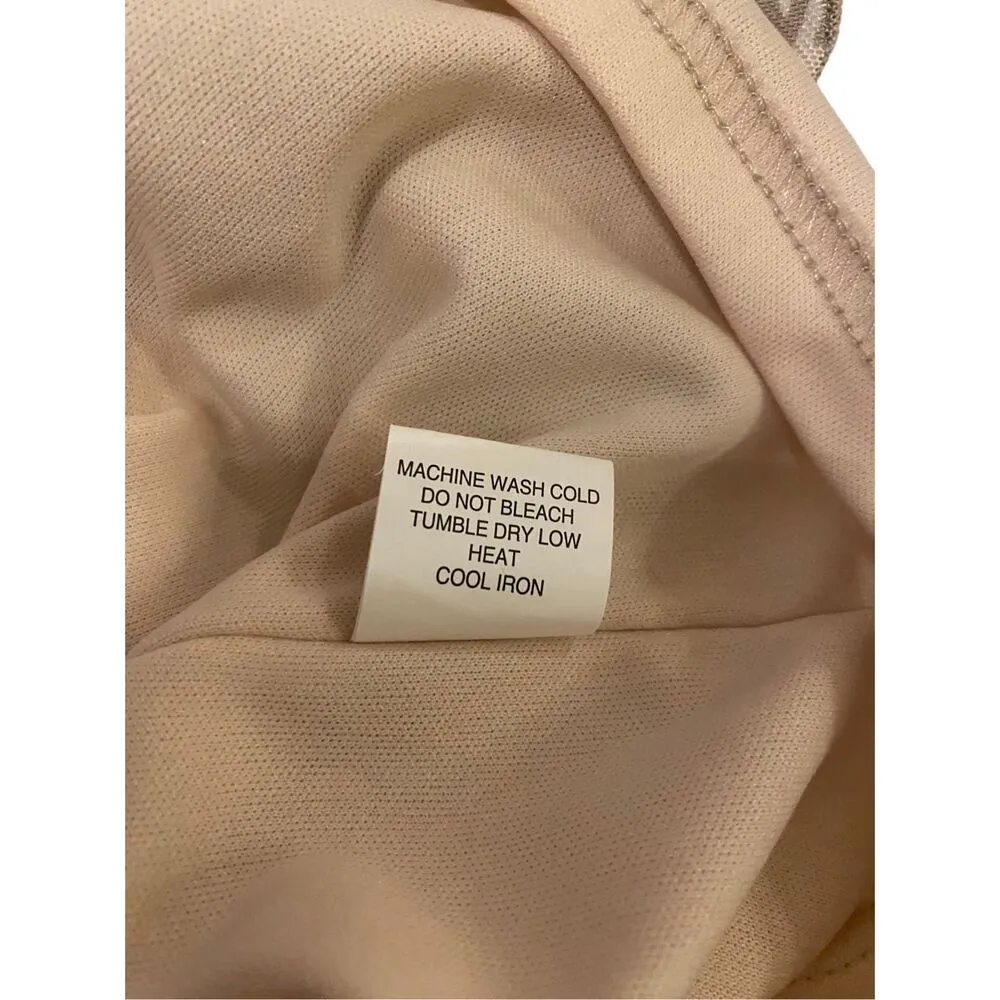 MACHINE WASH COLD
DO NOT BLEACH
TUMBLE DRY LOW
HEAT
COOL IRON